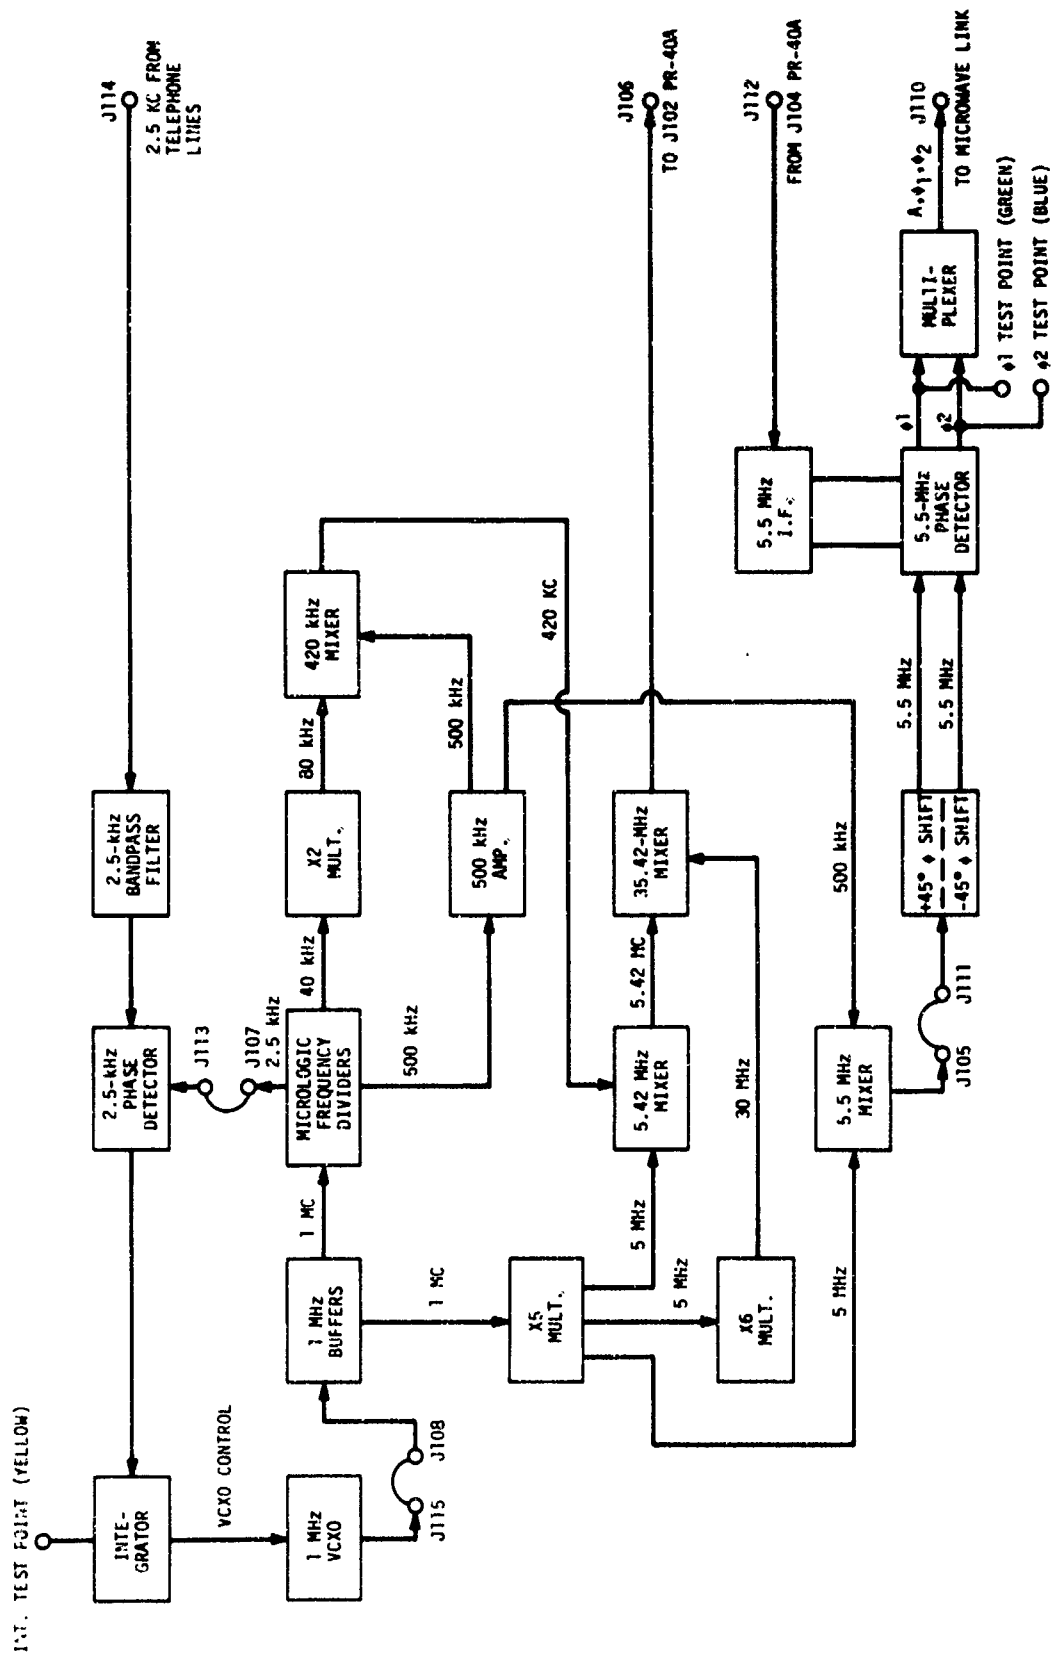 INT. TEST POINT (YELLOW)
INTE-
GRATOR
2.5-kHz
PHASE
DETECTOR
2.5-kHz
BANDPASS
FILTER
J114
2.5 KC FROM
TELEPHONE
LINES
VCXO CONTROL
J113
J107
2.5 kHz
1 MHz
VCXO
J115
J108
1 MHz
BUFFERS
1 MC
MICROLOGIC
FREQUENCY
DIVIDERS
40 kHz
X2
MULT.
80 kHz
420 kHz
MIXER
1 MC
500 kHz
500 kHz
AMP.
500 kHz
420 KC
X5
MULT.
5 MHz
5.42 MHz
MIXER
5.42 MC
35.42-MHz
MIXER
J106
TO J102 PR-40A
5 MHz
X6
MULT.
30 MHz
J112
FROM J104 PR-40A
5.5 MHz
I.F.
5 MHz
5.5 MHz
MIXER
500 kHz
J105
J111
+45° ϕ SHIFT
-45° ϕ SHIFT
5.5 MHz
5.5 MHz
5.5-MHz
PHASE
DETECTOR
ϕ1
ϕ2
MULTI-
PLEXER
A,ϕ1,ϕ2
J110
TO MICROWAVE LINK
ϕ1 TEST POINT (GREEN)
ϕ2 TEST POINT (BLUE)